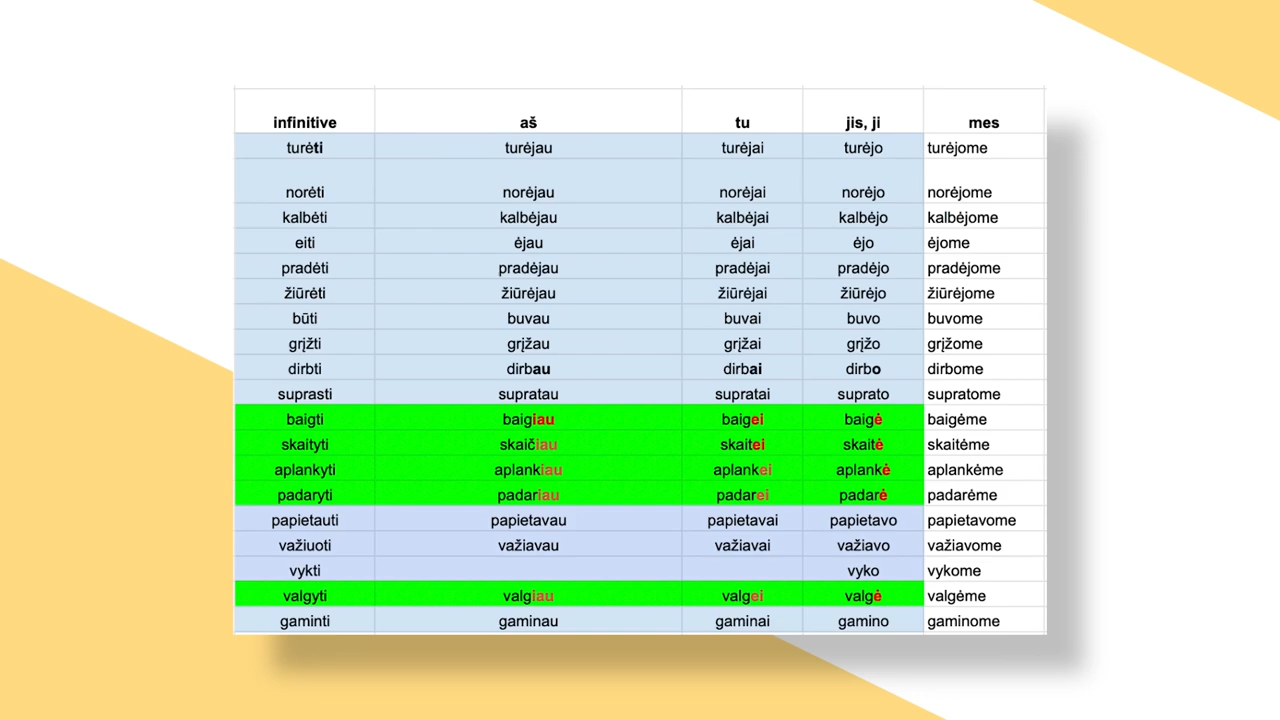 infinitive aš tu jis, ji mes
turėti turėjau turėjai turėjo turėjome
norėti norėjau norėjai norėjo norėjome
kalbėti kalbėjau kalbėjai kalbėjo kalbėjome
eiti ėjau ėjai ėjo ėjome
pradėti pradėjau pradėjai pradėjo pradėjome
žiūrėti žiūrėjau žiūrėjai žiūrėjo žiūrėjome
būti buvau buvai buvo buvome
grįžti grįžau grįžai grįžo grįžome
dirbti dirbau dirbai dirbo dirbome
suprasti supratau supratai suprato supratome
baigti baigiau baigei baigė baigėme
skaityti skaičiau skaitei skaitė skaitėme
aplankyti aplankiau aplankei aplankė aplankėme
padaryti padariau padarei padarė padarėme
papietauti papietavau papietavai papietavo papietavome
važiuoti važiavau važiavai važiavo važiavome
vykti vyko vykome
valgyti valgiau valgei valgė valgėme
gaminti gaminau gaminai gamino gaminome